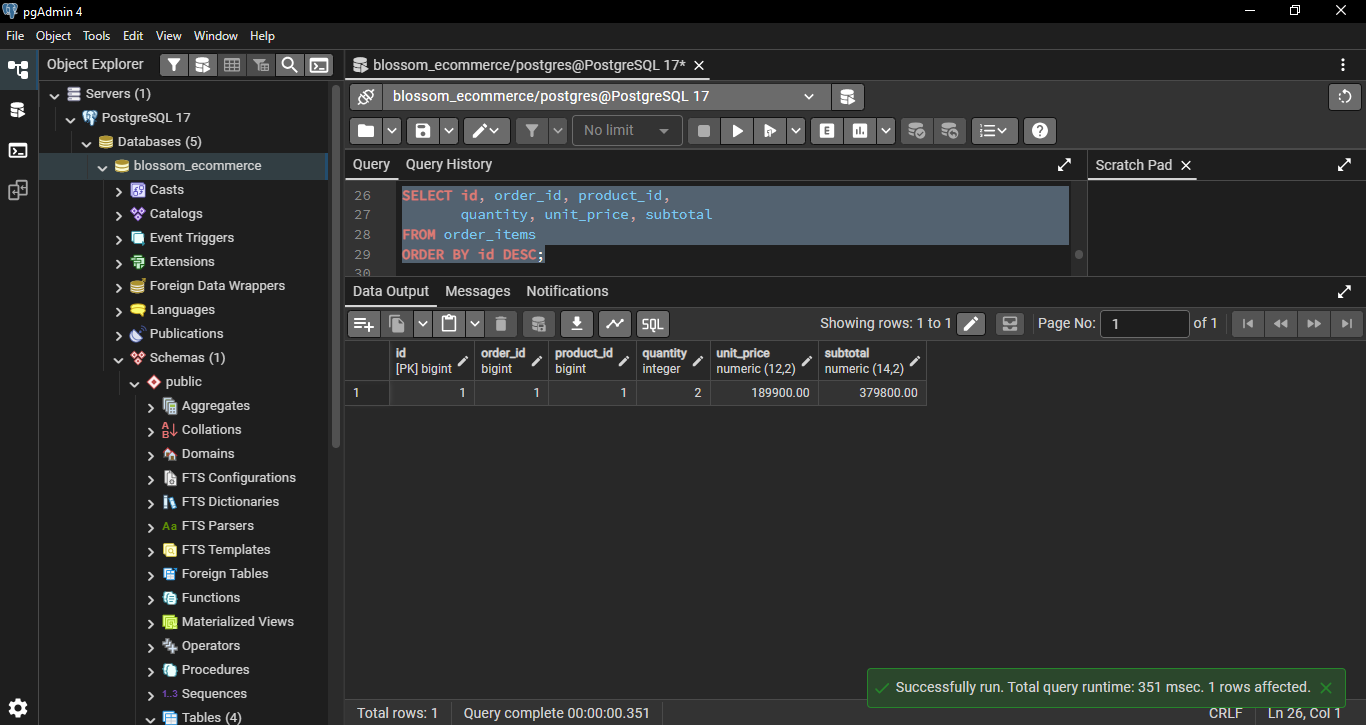 pgAdmin 4
File Object Tools Edit View Window Help
Object Explorer
Servers (1)
PostgreSQL 17
Databases (5)
blossom_ecommerce
Casts
Catalogs
Event Triggers
Extensions
Foreign Data Wrappers
Languages
Publications
Schemas (1)
public
Aggregates
Collations
Domains
FTS Configurations
FTS Dictionaries
Aa FTS Parsers
FTS Templates
Foreign Tables
Functions
Materialized Views
Operators
Procedures
1..3 Sequences
Tables (4)
blossom_ecommerce/postgres@PostgreSQL 17*
blossom_ecommerce/postgres@PostgreSQL 17
No limit
E
Query Query History
Scratch Pad
26 SELECT id, order_id, product_id,
27 quantity, unit_price, subtotal
28 FROM order_items
29 ORDER BY id DESC;
30
Data Output Messages Notifications
SQL
Showing rows: 1 to 1
Page No: 1 of 1
id [PK] bigint
order_id bigint
product_id bigint
quantity integer
unit_price numeric (12,2)
subtotal numeric (14,2)
1 1 1 1 2 189900.00 379800.00
Successfully run. Total query runtime: 351 msec. 1 rows affected.
Total rows: 1 Query complete 00:00:00.351
CRLF Ln 26, Col 1